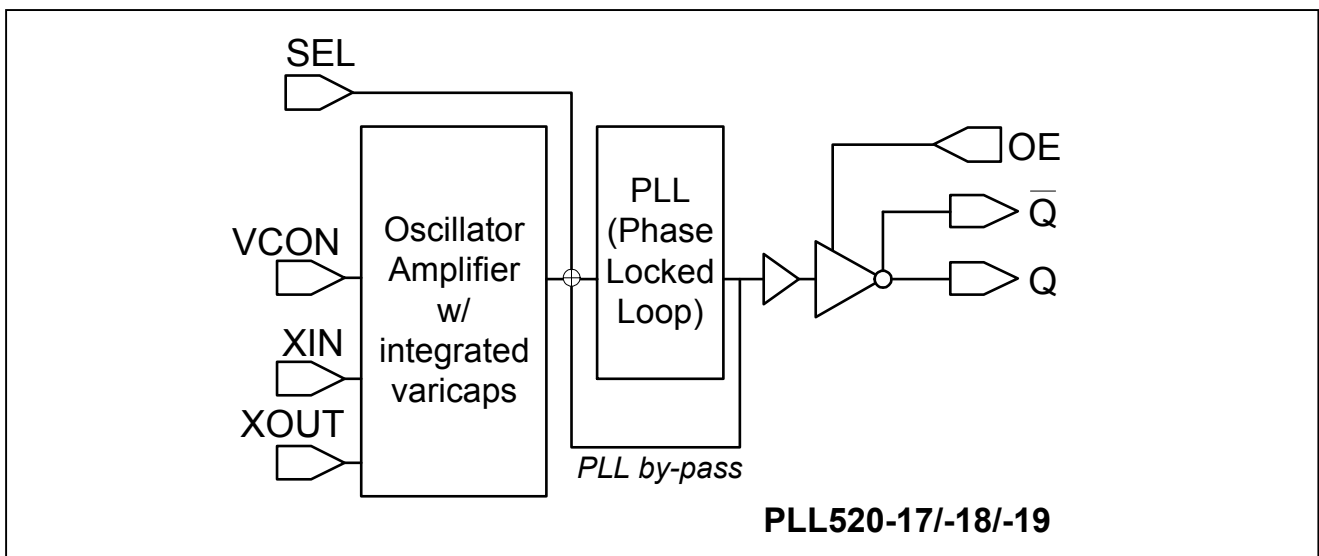 SEL
OE
PLL
(Phase
Locked
Loop)
Q̅
VCON
Oscillator
Amplifier
w/
integrated
varicaps
Q
XIN
XOUT
PLL by-pass
PLL520-17/-18/-19